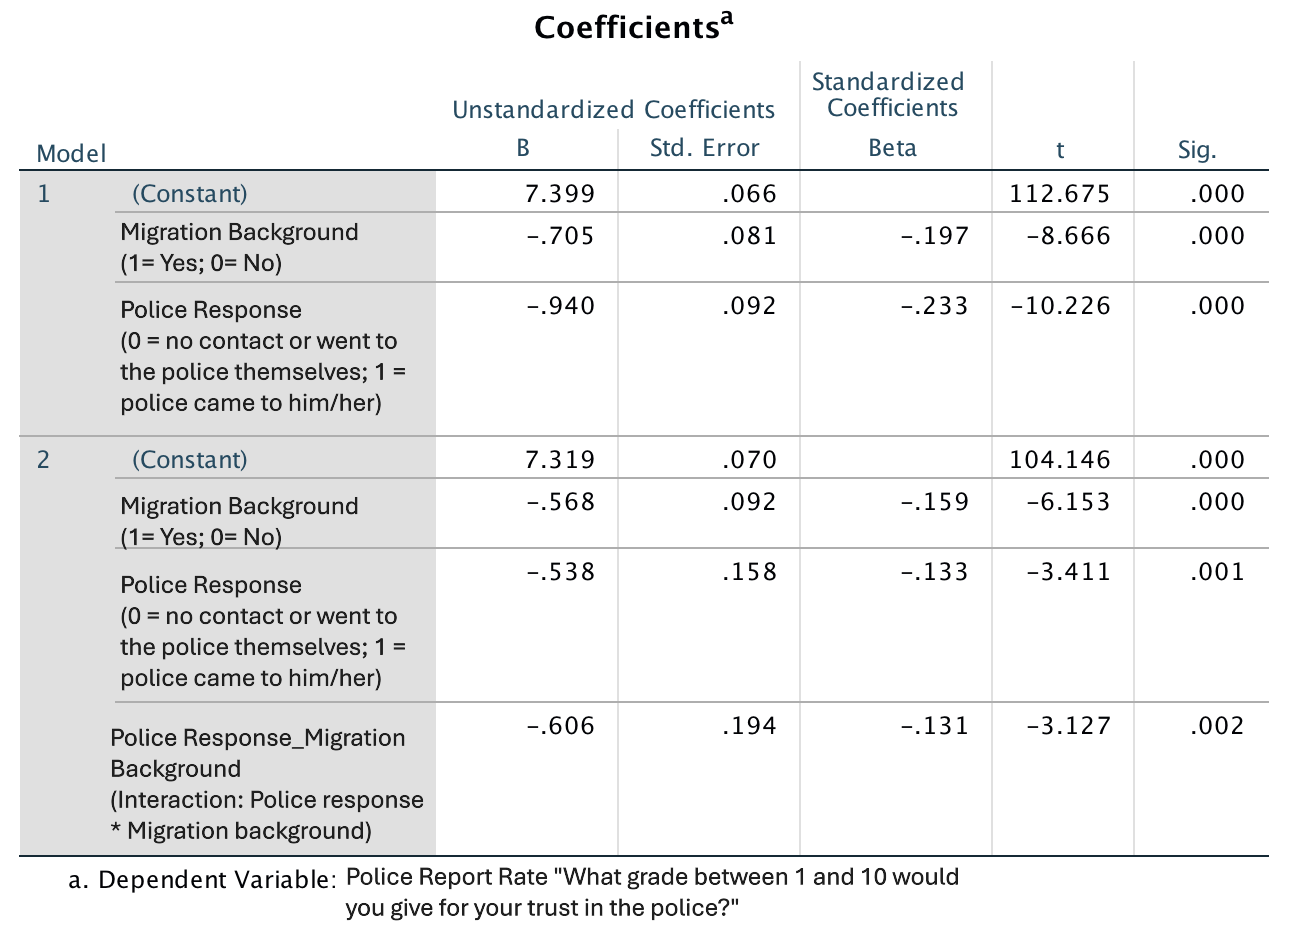 Coefficientsa
Standardized
Unstandardized Coefficients Coefficients
Model B Std. Error Beta t Sig.
1 (Constant) 7.399 .066 112.675 .000
Migration Background −.705 .081 −.197 −8.666 .000
(1= Yes; 0= No)
Police Response −.940 .092 −.233 −10.226 .000
(0 = no contact or went to
the police themselves; 1 =
police came to him/her)
2 (Constant) 7.319 .070 104.146 .000
Migration Background −.568 .092 −.159 −6.153 .000
(1= Yes; 0= No)
Police Response −.538 .158 −.133 −3.411 .001
(0 = no contact or went to
the police themselves; 1 =
police came to him/her)
Police Response_Migration −.606 .194 −.131 −3.127 .002
Background
(Interaction: Police response
* Migration background)
a. Dependent Variable: Police Report Rate "What grade between 1 and 10 would
you give for your trust in the police?"